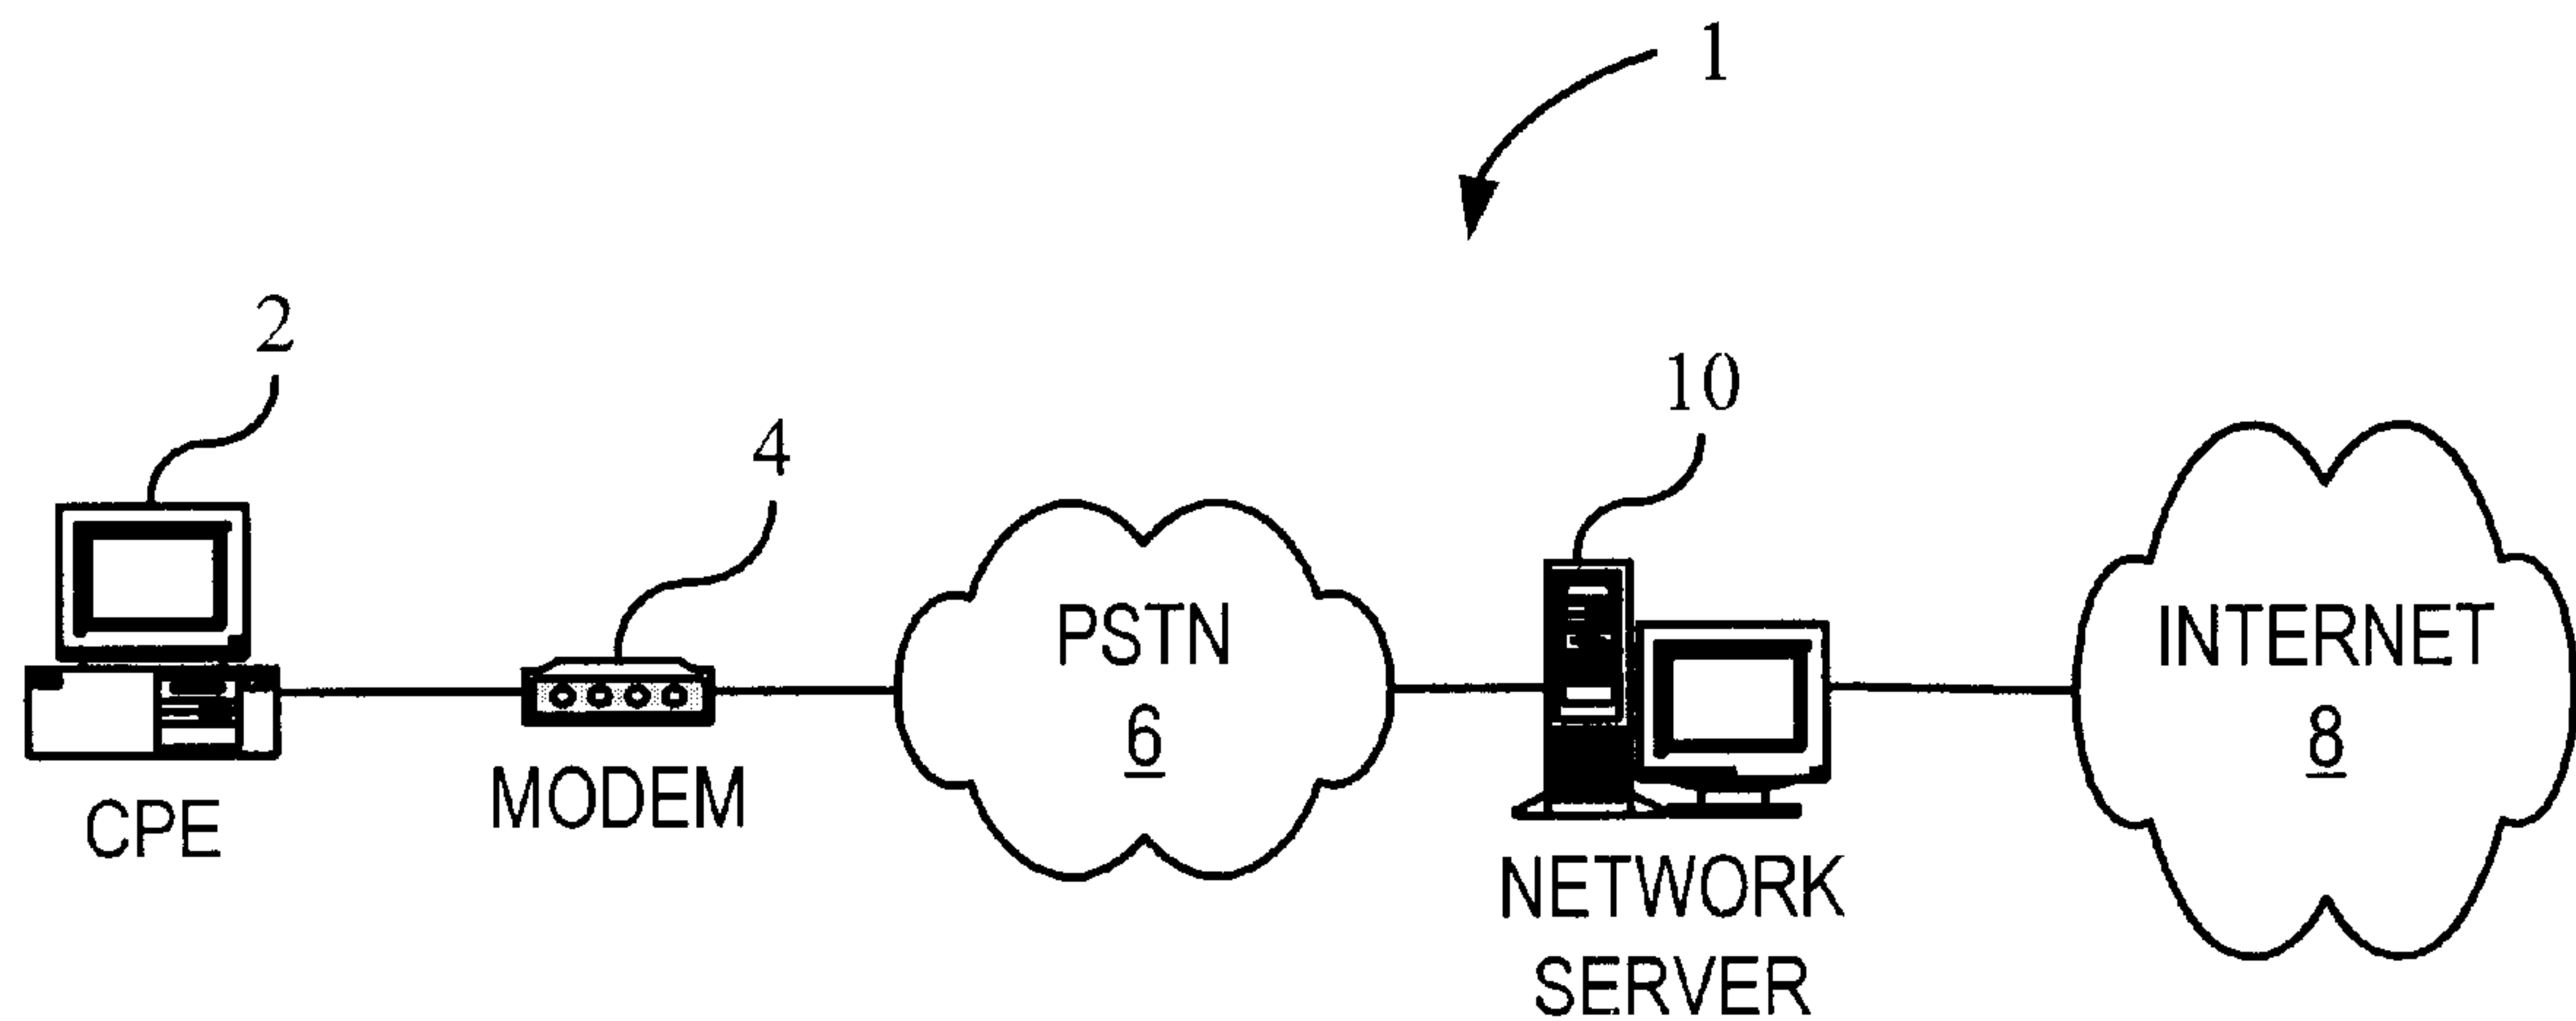 1
2
10
4
PSTN
6
INTERNET
8
CPE
MODEM
NETWORK
SERVER